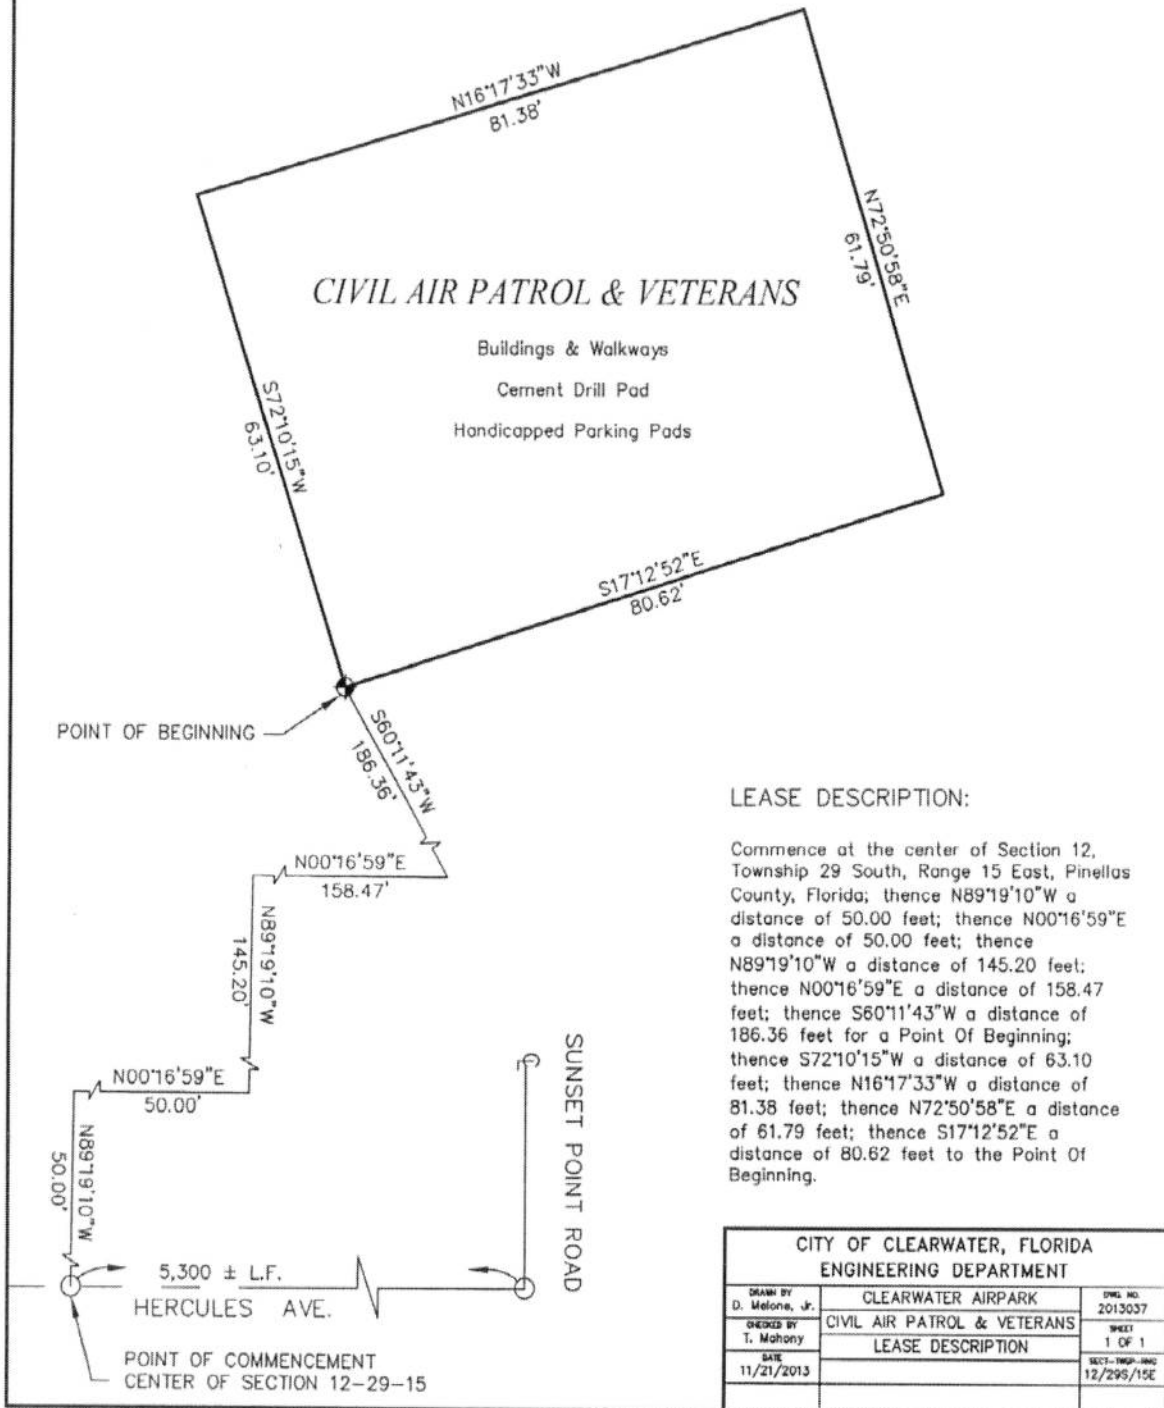 N16°17'33"W
81.38'
N72°50'58"E
61.79'
CIVIL AIR PATROL & VETERANS
Buildings & Walkways
Cement Drill Pad
Handicapped Parking Pads
S72°10'15"W
63.10'
S17°12'52"E
80.62'
POINT OF BEGINNING
S60°11'43"W
186.36'
N00°16'59"E
158.47'
N89°19'10"W
145.20'
N00°16'59"E
50.00'
N89°19'10"W
50.00'
SUNSET POINT ROAD
5,300 ± L.F.
HERCULES AVE.
POINT OF COMMENCEMENT
CENTER OF SECTION 12-29-15
LEASE DESCRIPTION:
Commence at the center of Section 12,
Township 29 South, Range 15 East, Pinellas
County, Florida; thence N89°19'10"W a
distance of 50.00 feet; thence N00°16'59"E
a distance of 50.00 feet; thence
N89°19'10"W a distance of 145.20 feet;
thence N00°16'59"E a distance of 158.47
feet; thence S60°11'43"W a distance of
186.36 feet for a Point Of Beginning;
thence S72°10'15"W a distance of 63.10
feet; thence N16°17'33"W a distance of
81.38 feet; thence N72°50'58"E a distance
of 61.79 feet; thence S17°12'52"E a
distance of 80.62 feet to the Point Of
Beginning.
CITY OF CLEARWATER, FLORIDA
ENGINEERING DEPARTMENT
DRAWN BY
D. Melone, Jr.
CHECKED BY
T. Mahony
DATE
11/21/2013
CLEARWATER AIRPARK
CIVIL AIR PATROL & VETERANS
LEASE DESCRIPTION
DWG. NO.
2013037
SHEET
1 OF 1
SECT-TWSP-RNG
12/29S/15E